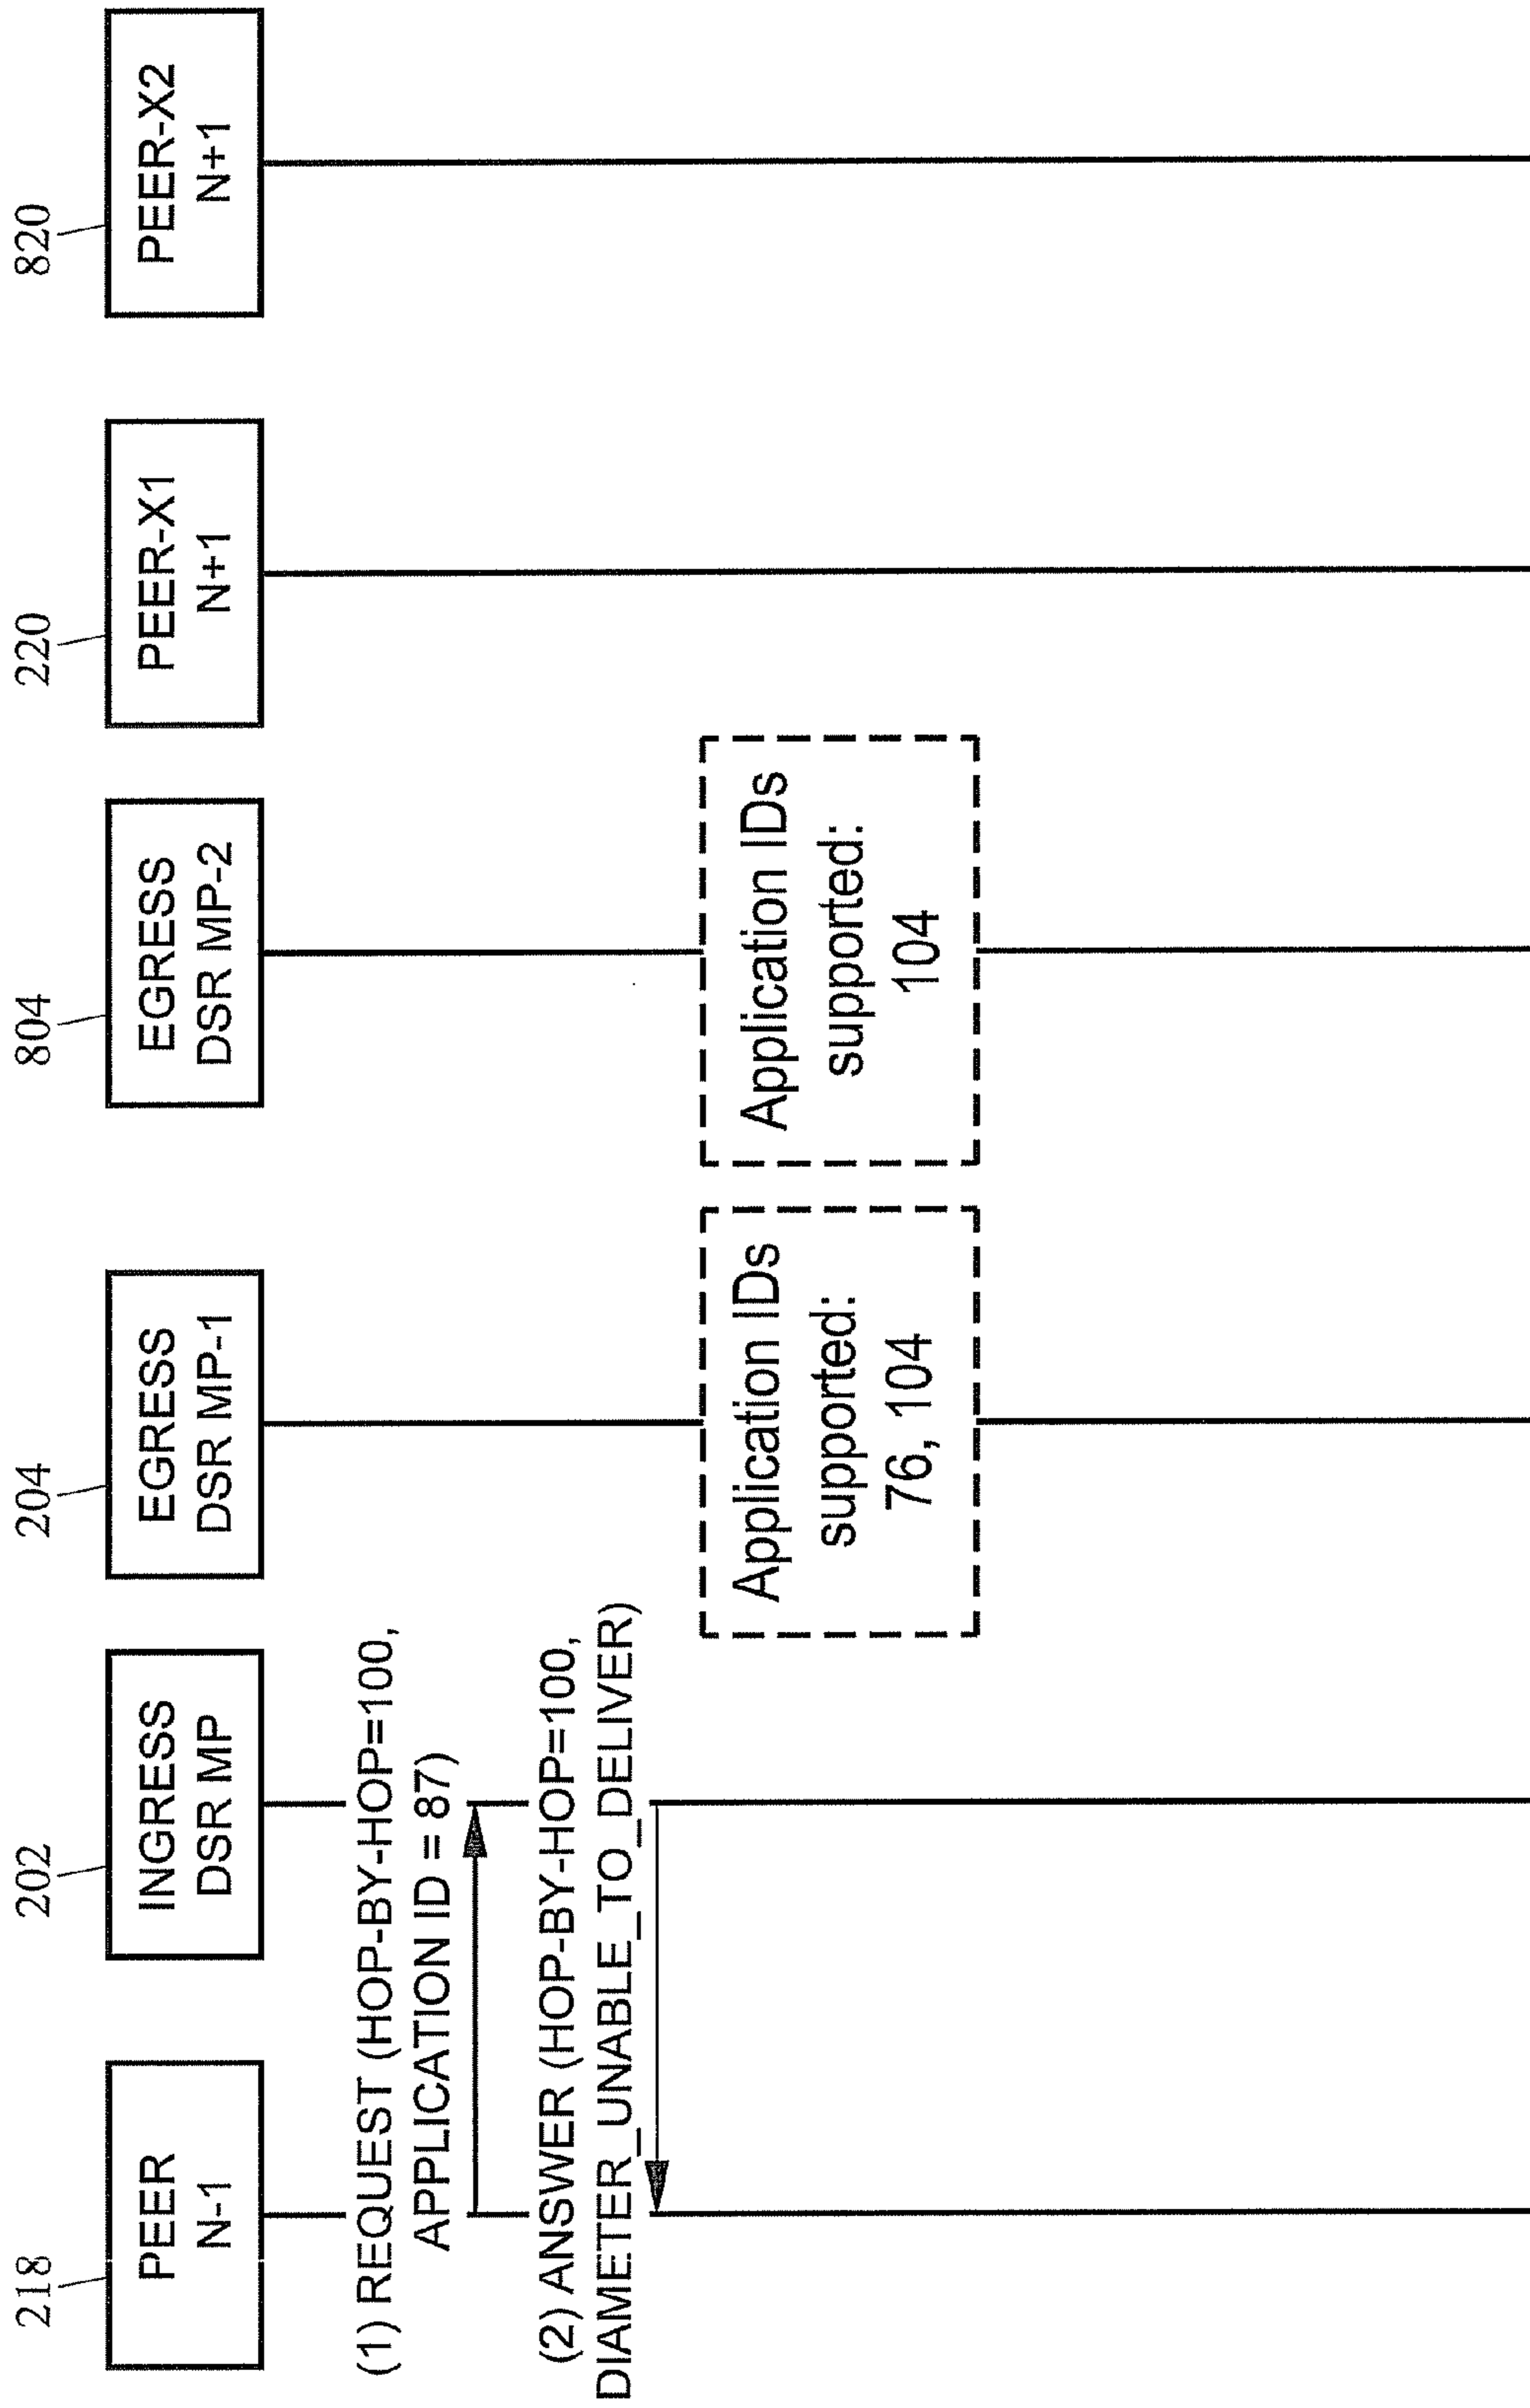 218
202
204
804
220
820
PEER
N-1
INGRESS
DSR MP
EGRESS
DSR MP-1
EGRESS
DSR MP-2
PEER-X1
N+1
PEER-X2
N+1
(1) REQUEST (HOP-BY-HOP=100,
APPLICATION ID = 87)
(2) ANSWER (HOP-BY-HOP=100,
DIAMETER_UNABLE_TO_DELIVER)
Application IDs
supported:
76, 104
Application IDs
supported:
104